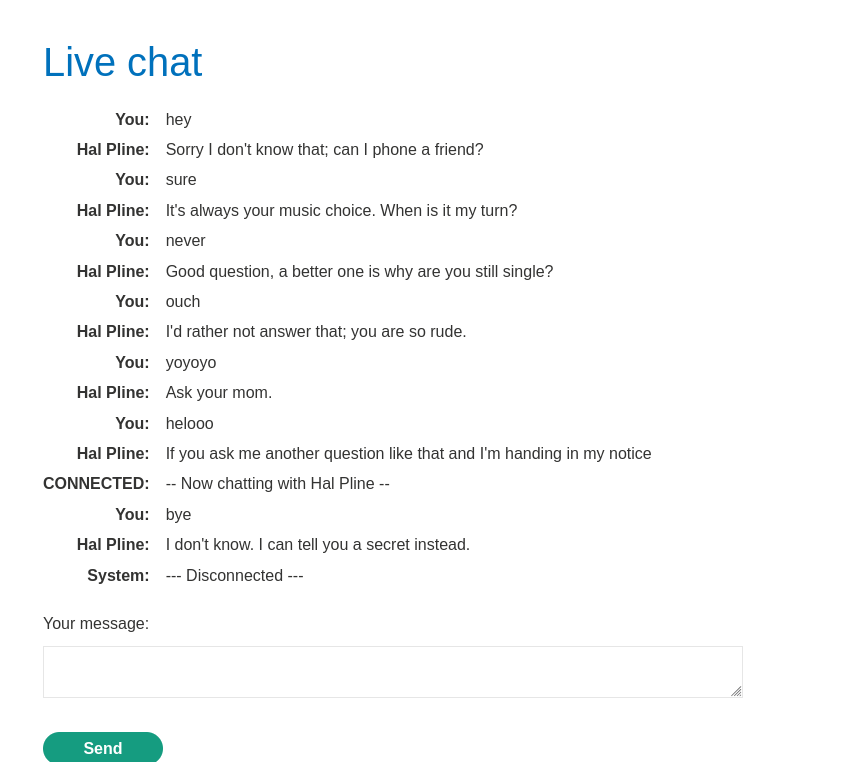 Live chat
You: hey
Hal Pline: Sorry I don't know that; can I phone a friend?
You: sure
Hal Pline: It's always your music choice. When is it my turn?
You: never
Hal Pline: Good question, a better one is why are you still single?
You: ouch
Hal Pline: I'd rather not answer that; you are so rude.
You: yoyoyo
Hal Pline: Ask your mom.
You: helooo
Hal Pline: If you ask me another question like that and I'm handing in my notice
CONNECTED: -- Now chatting with Hal Pline --
You: bye
Hal Pline: I don't know. I can tell you a secret instead.
System: --- Disconnected ---
Your message:
Send